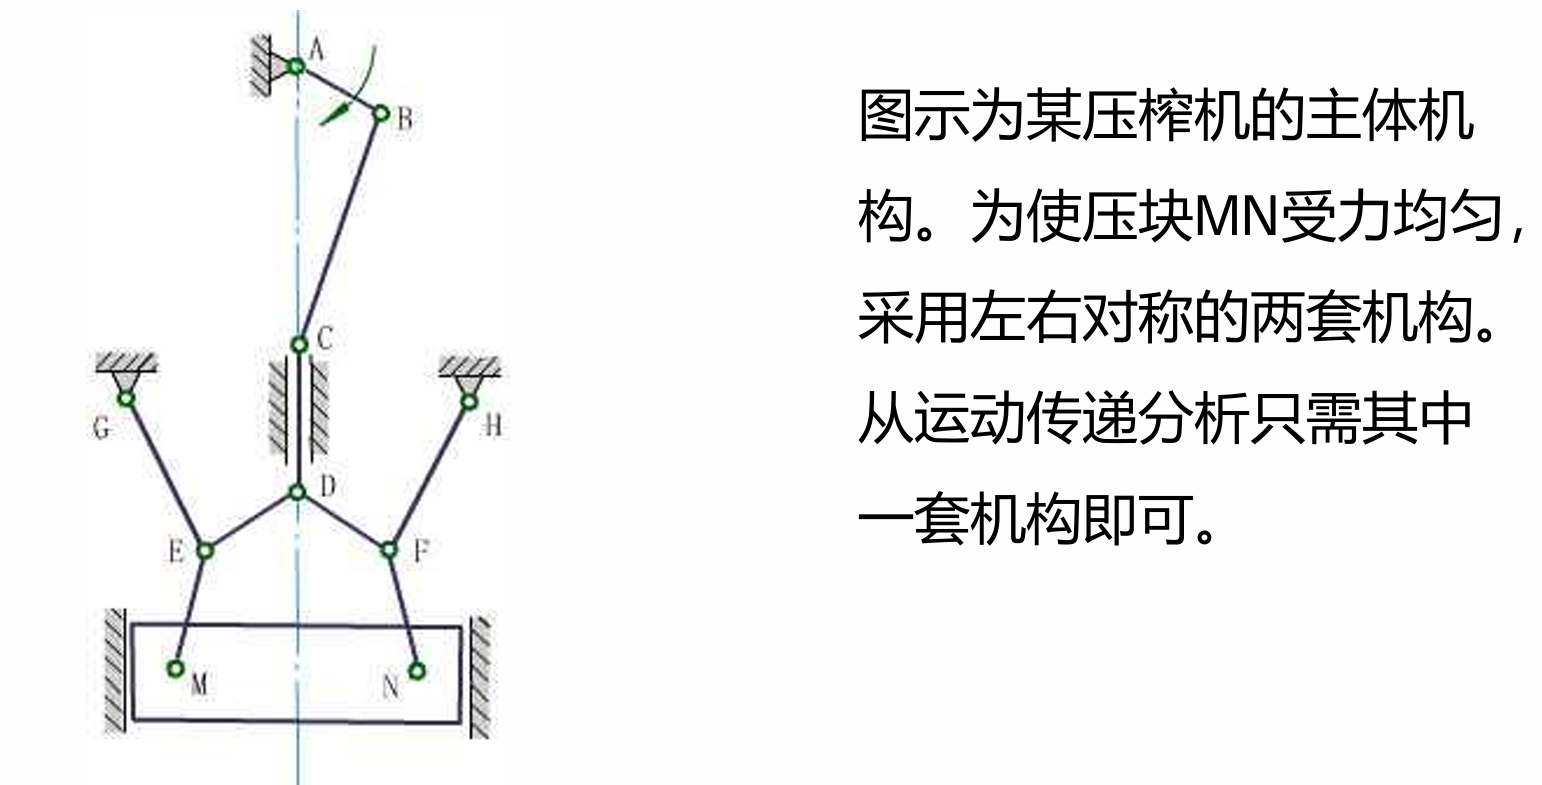 A
B
C
G
H
D
E
F
M
N
图示为某压榨机的主体机
构。为使压块MN受力均匀，
采用左右对称的两套机构。
从运动传递分析只需其中
一套机构即可。